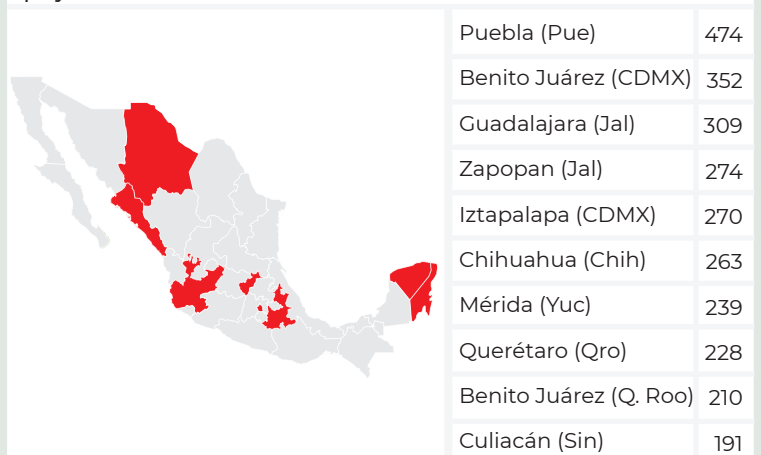 Puebla (Pue) 474
Benito Juárez (CDMX) 352
Guadalajara (Jal) 309
Zapopan (Jal) 274
Iztapalapa (CDMX) 270
Chihuahua (Chih) 263
Mérida (Yuc) 239
Querétaro (Qro) 228
Benito Juárez (Q. Roo) 210
Culiacán (Sin) 191